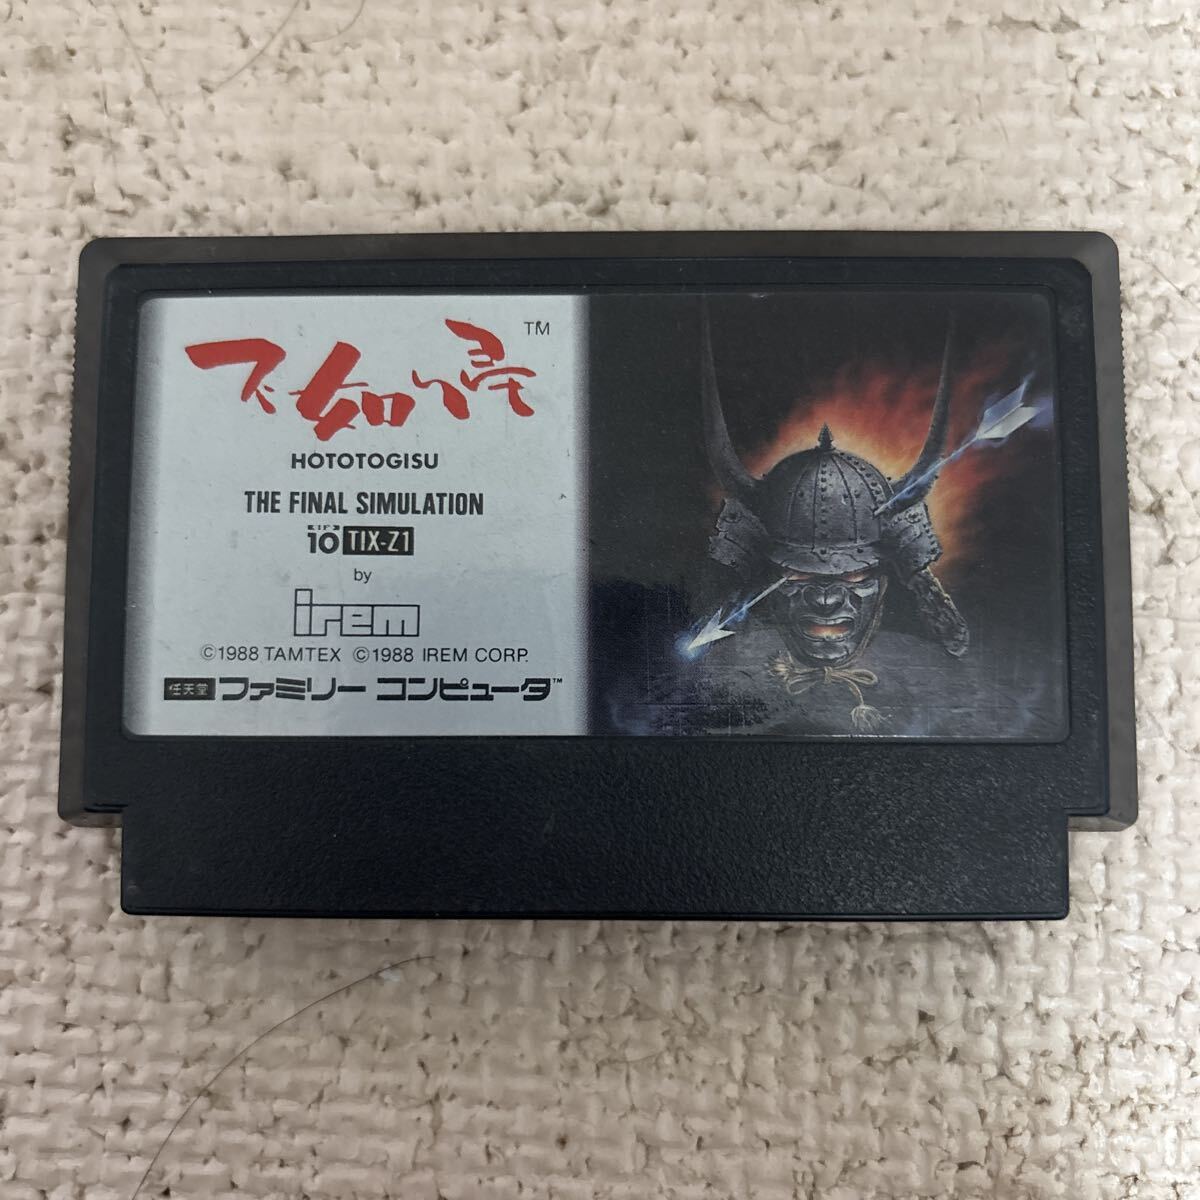 不如帰 TM
HOTOTOGISU
THE FINAL SIMULATION
10 TIX-Z1
by
irem
©1988 TAMTEX ©1988 IREM CORP.
任天堂 ファミリー コンピュータ™